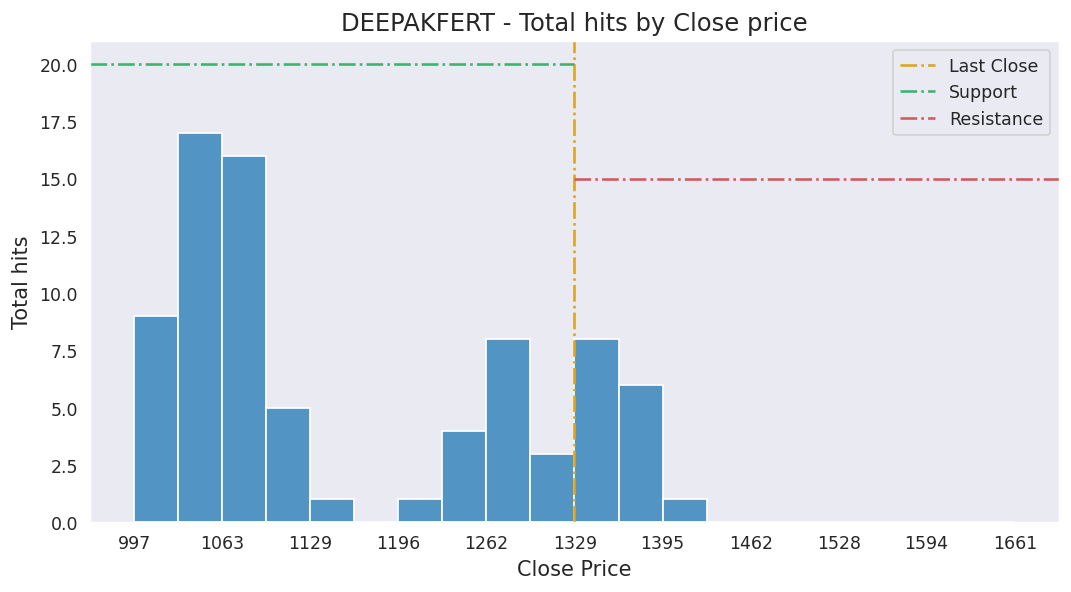 DEEPAKFERT - Total hits by Close price
Last Close
Support
Resistance
Total hits
20.0
17.5
15.0
12.5
10.0
7.5
5.0
2.5
0.0
997 1063 1129 1196 1262 1329 1395 1462 1528 1594 1661
Close Price